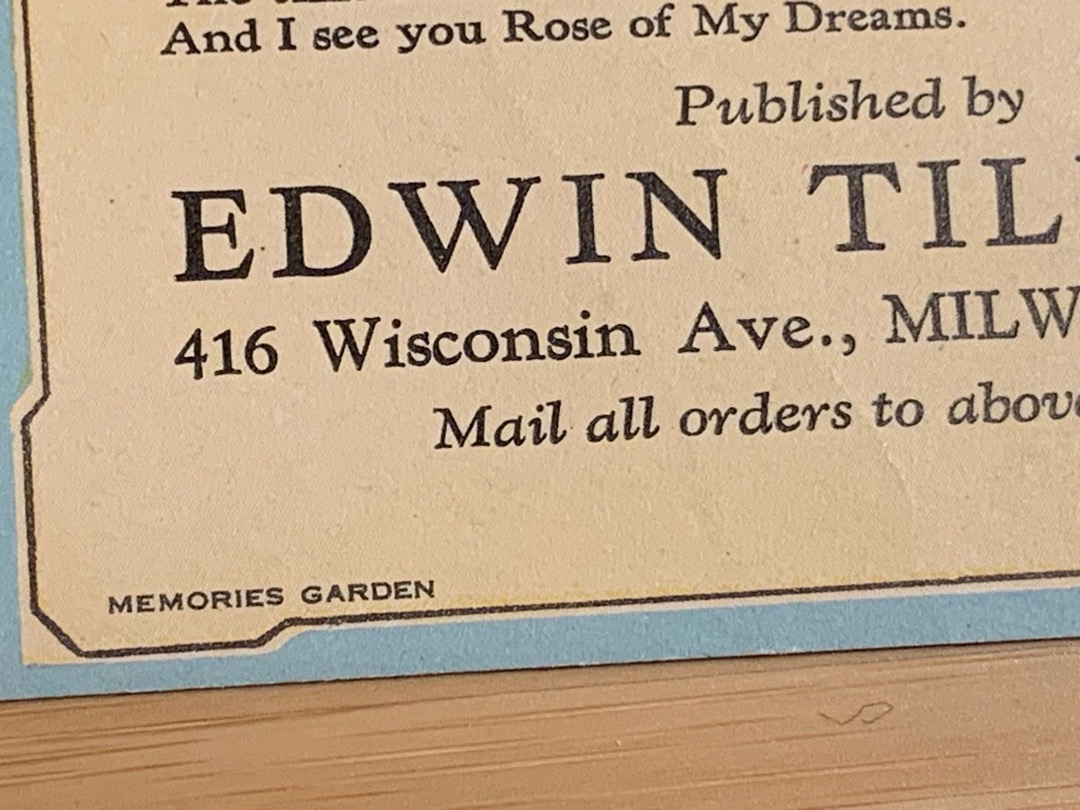 And I see you Rose of My Dreams.
Published by
EDWIN TIL
416 Wisconsin Ave., MILW
Mail all orders to above
MEMORIES GARDEN